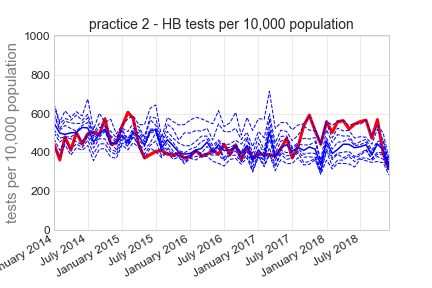 practice 2 - HB tests per 10,000 population
tests per 10,000 population
1000
800
600
400
200
0
nuary 2014
July 2014
January 2015
July 2015
January 2016
July 2016
January 2017
July 2017
January 2018
July 2018